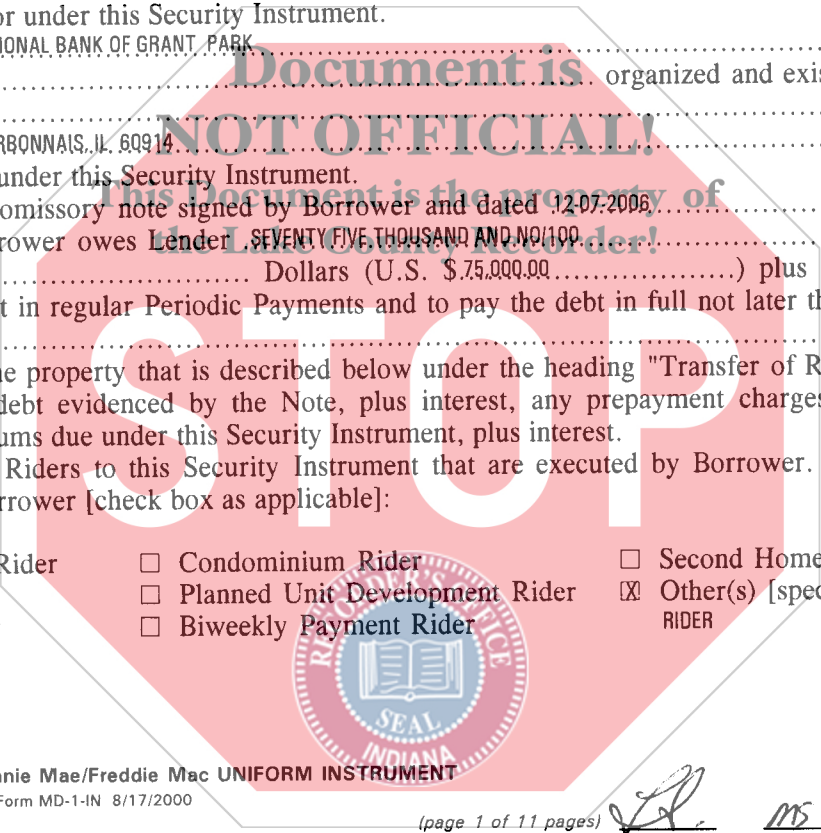 or under this Security Instrument.
IONAL BANK OF GRANT PARK
Document is
organized and exis
NOT OFFICIAL!
RBONNAIS, IL 60914
under this Security Instrument.
This Document is the property of
omissory note signed by Borrower and dated 12-07-2006
rower owes Lender SEVENTY FIVE THOUSAND AND NO/100
the Lake County Recorder!
Dollars (U.S. $ 75,000.00 ) plus
t in regular Periodic Payments and to pay the debt in full not later th
STOP
ne property that is described below under the heading "Transfer of R
debt evidenced by the Note, plus interest, any prepayment charges
ums due under this Security Instrument, plus interest.
Riders to this Security Instrument that are executed by Borrower.
rrower [check box as applicable]:
Rider ☐ Condominium Rider ☐ Second Home
☐ Planned Unit Development Rider ☒ Other(s) [spec
☐ Biweekly Payment Rider RIDER
RECORDER'S OFFICE
SEAL
INDIANA
nnie Mae/Freddie Mac UNIFORM INSTRUMENT
Form MD-1-IN 8/17/2000
(page 1 of 11 pages)
ms